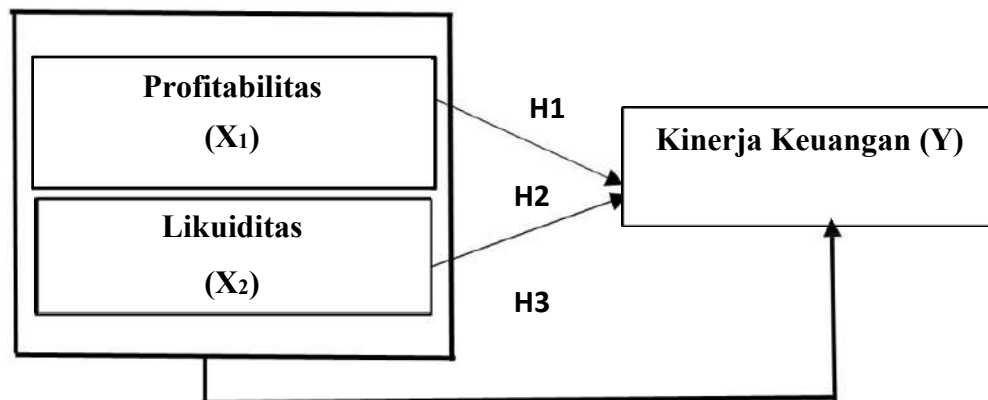 Profitabilitas
(X₁)
H1
Kinerja Keuangan (Y)
H2
Likuiditas
(X₂)
H3